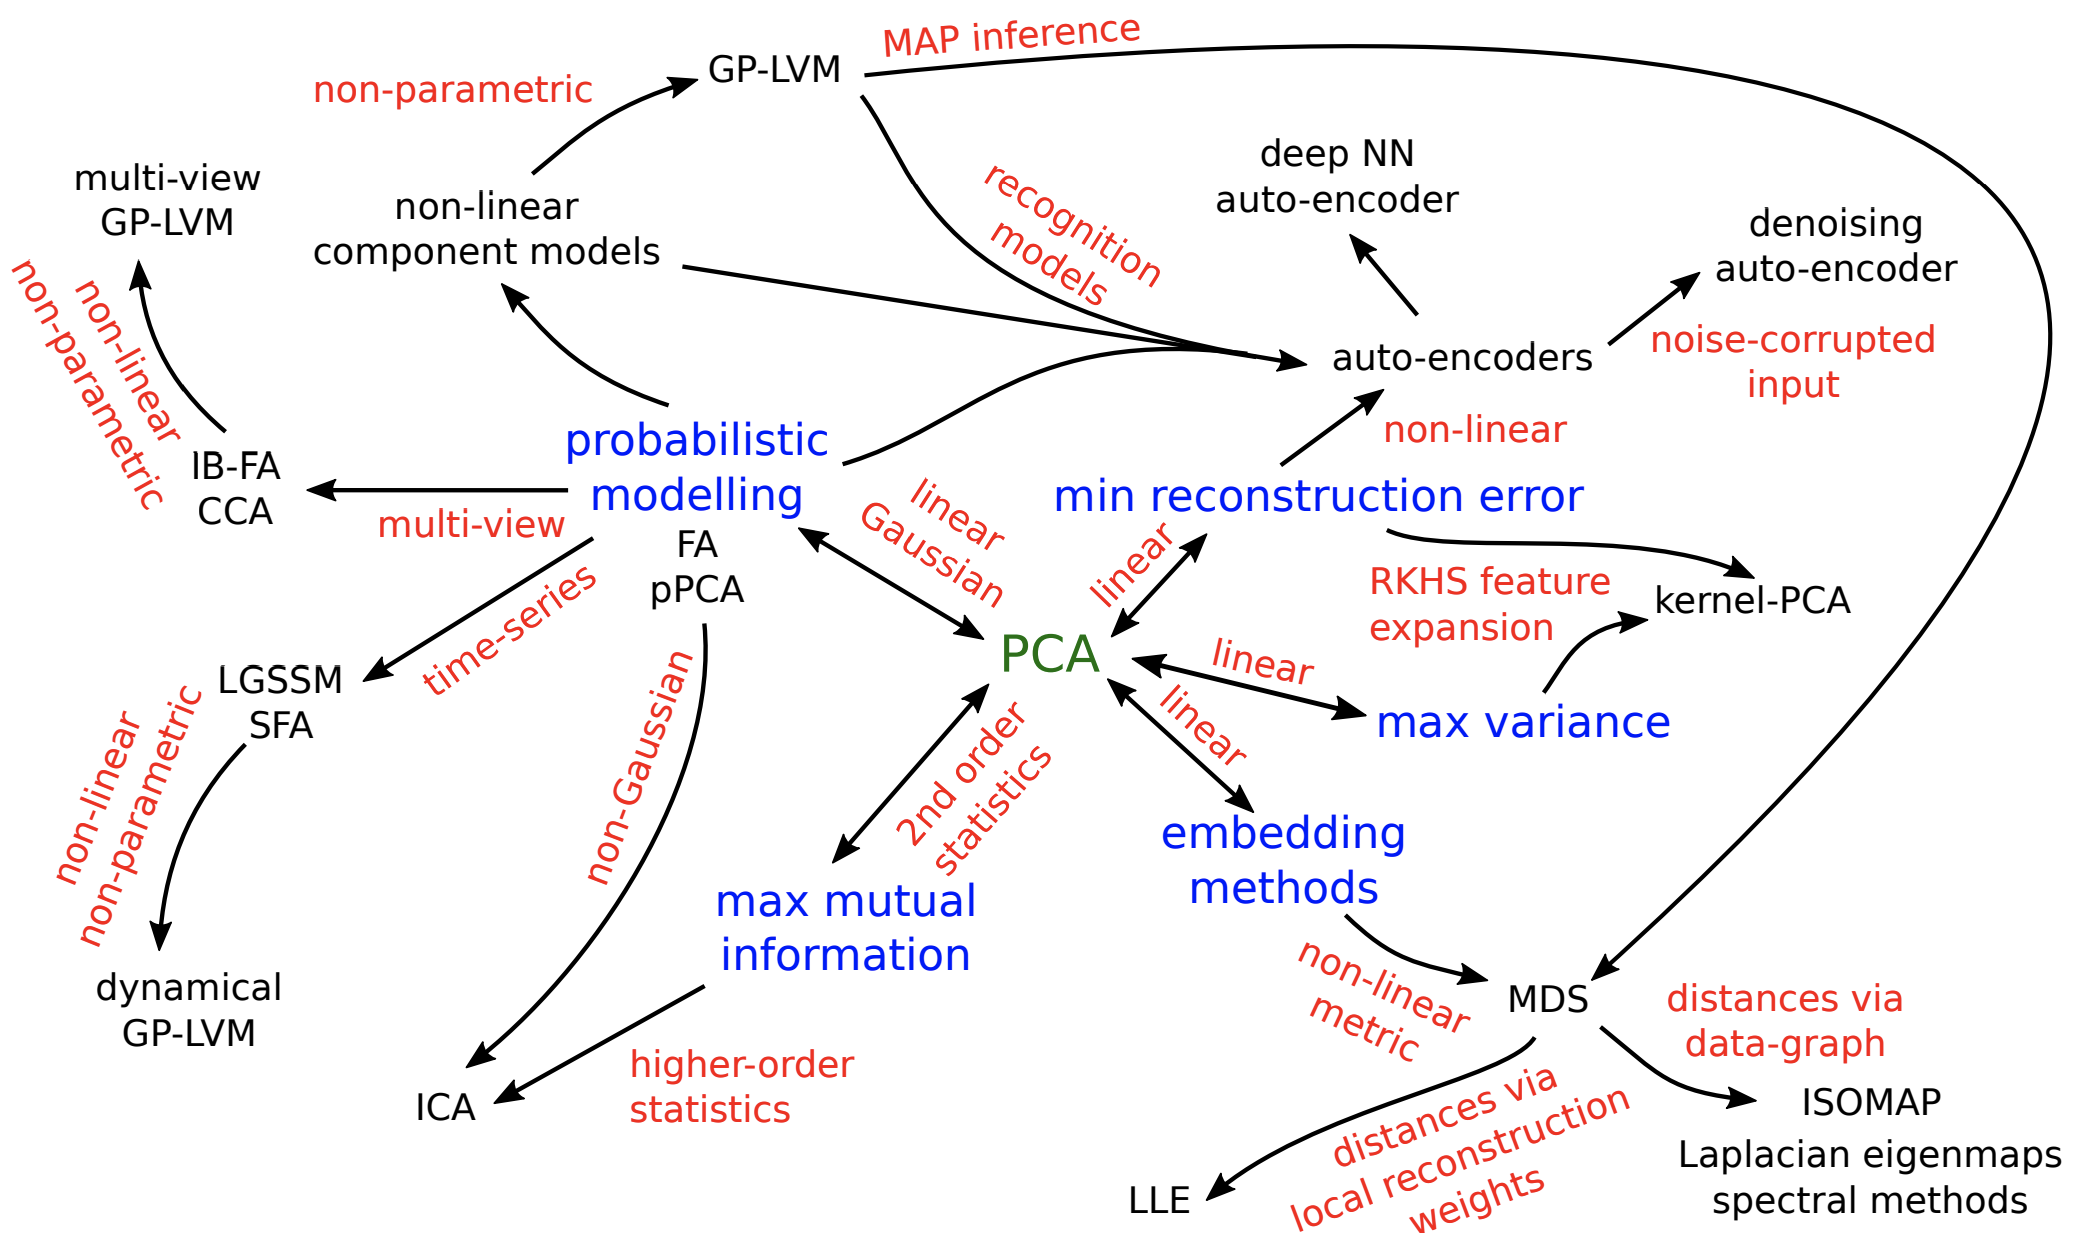 MAP inference
GP-LVM
non-parametric
deep NN
auto-encoder
multi-view
GP-LVM
non-linear
component models
recognition
models
denoising
auto-encoder
non-linear
non-parametric
auto-encoders
noise-corrupted
input
non-linear
probabilistic
modelling
FA
pPCA
IB-FA
CCA
multi-view
linear
Gaussian
min reconstruction error
linear
RKHS feature
expansion
kernel-PCA
time-series
PCA
linear
max variance
linear
LGSSM
SFA
non-linear
non-parametric
non-Gaussian
2nd order
statistics
embedding
methods
max mutual
information
non-linear
metric
dynamical
GP-LVM
MDS
distances via
data-graph
ICA
higher-order
statistics
ISOMAP
Laplacian eigenmaps
spectral methods
distances via
local reconstruction
weights
LLE